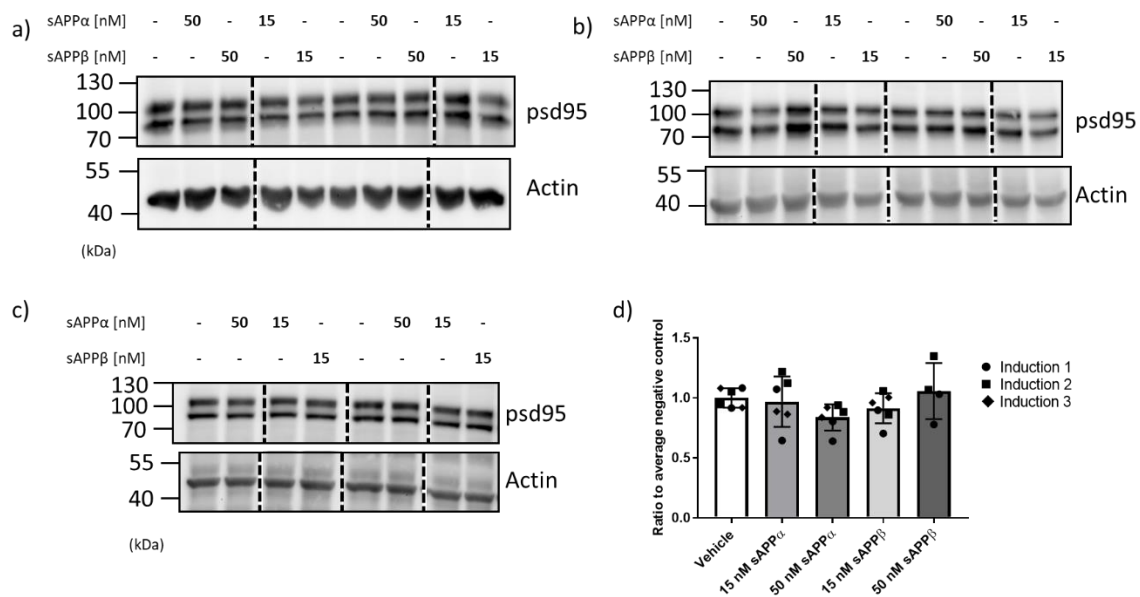 a)
sAPPα [nM] - 50 - 15 - - 50 - 15 -
sAPPβ [nM] - - 50 - 15 - - 50 - 15
130
100
70
psd95
55
40
Actin
(kDa)
b)
sAPPα [nM] - 50 - 15 - - 50 - 15 -
sAPPβ [nM] - - 50 - 15 - - 50 - 15
130
100
70
psd95
55
40
Actin
c)
sAPPα [nM] - 50 15 - - 50 15 -
sAPPβ [nM] - - - 15 - - - 15
130
100
70
psd95
55
40
Actin
(kDa)
d)
Ratio to average negative control
1.5
1.0
0.5
0.0
Vehicle
15 nM sAPPα
50 nM sAPPα
15 nM sAPPβ
50 nM sAPPβ
Induction 1
Induction 2
Induction 3